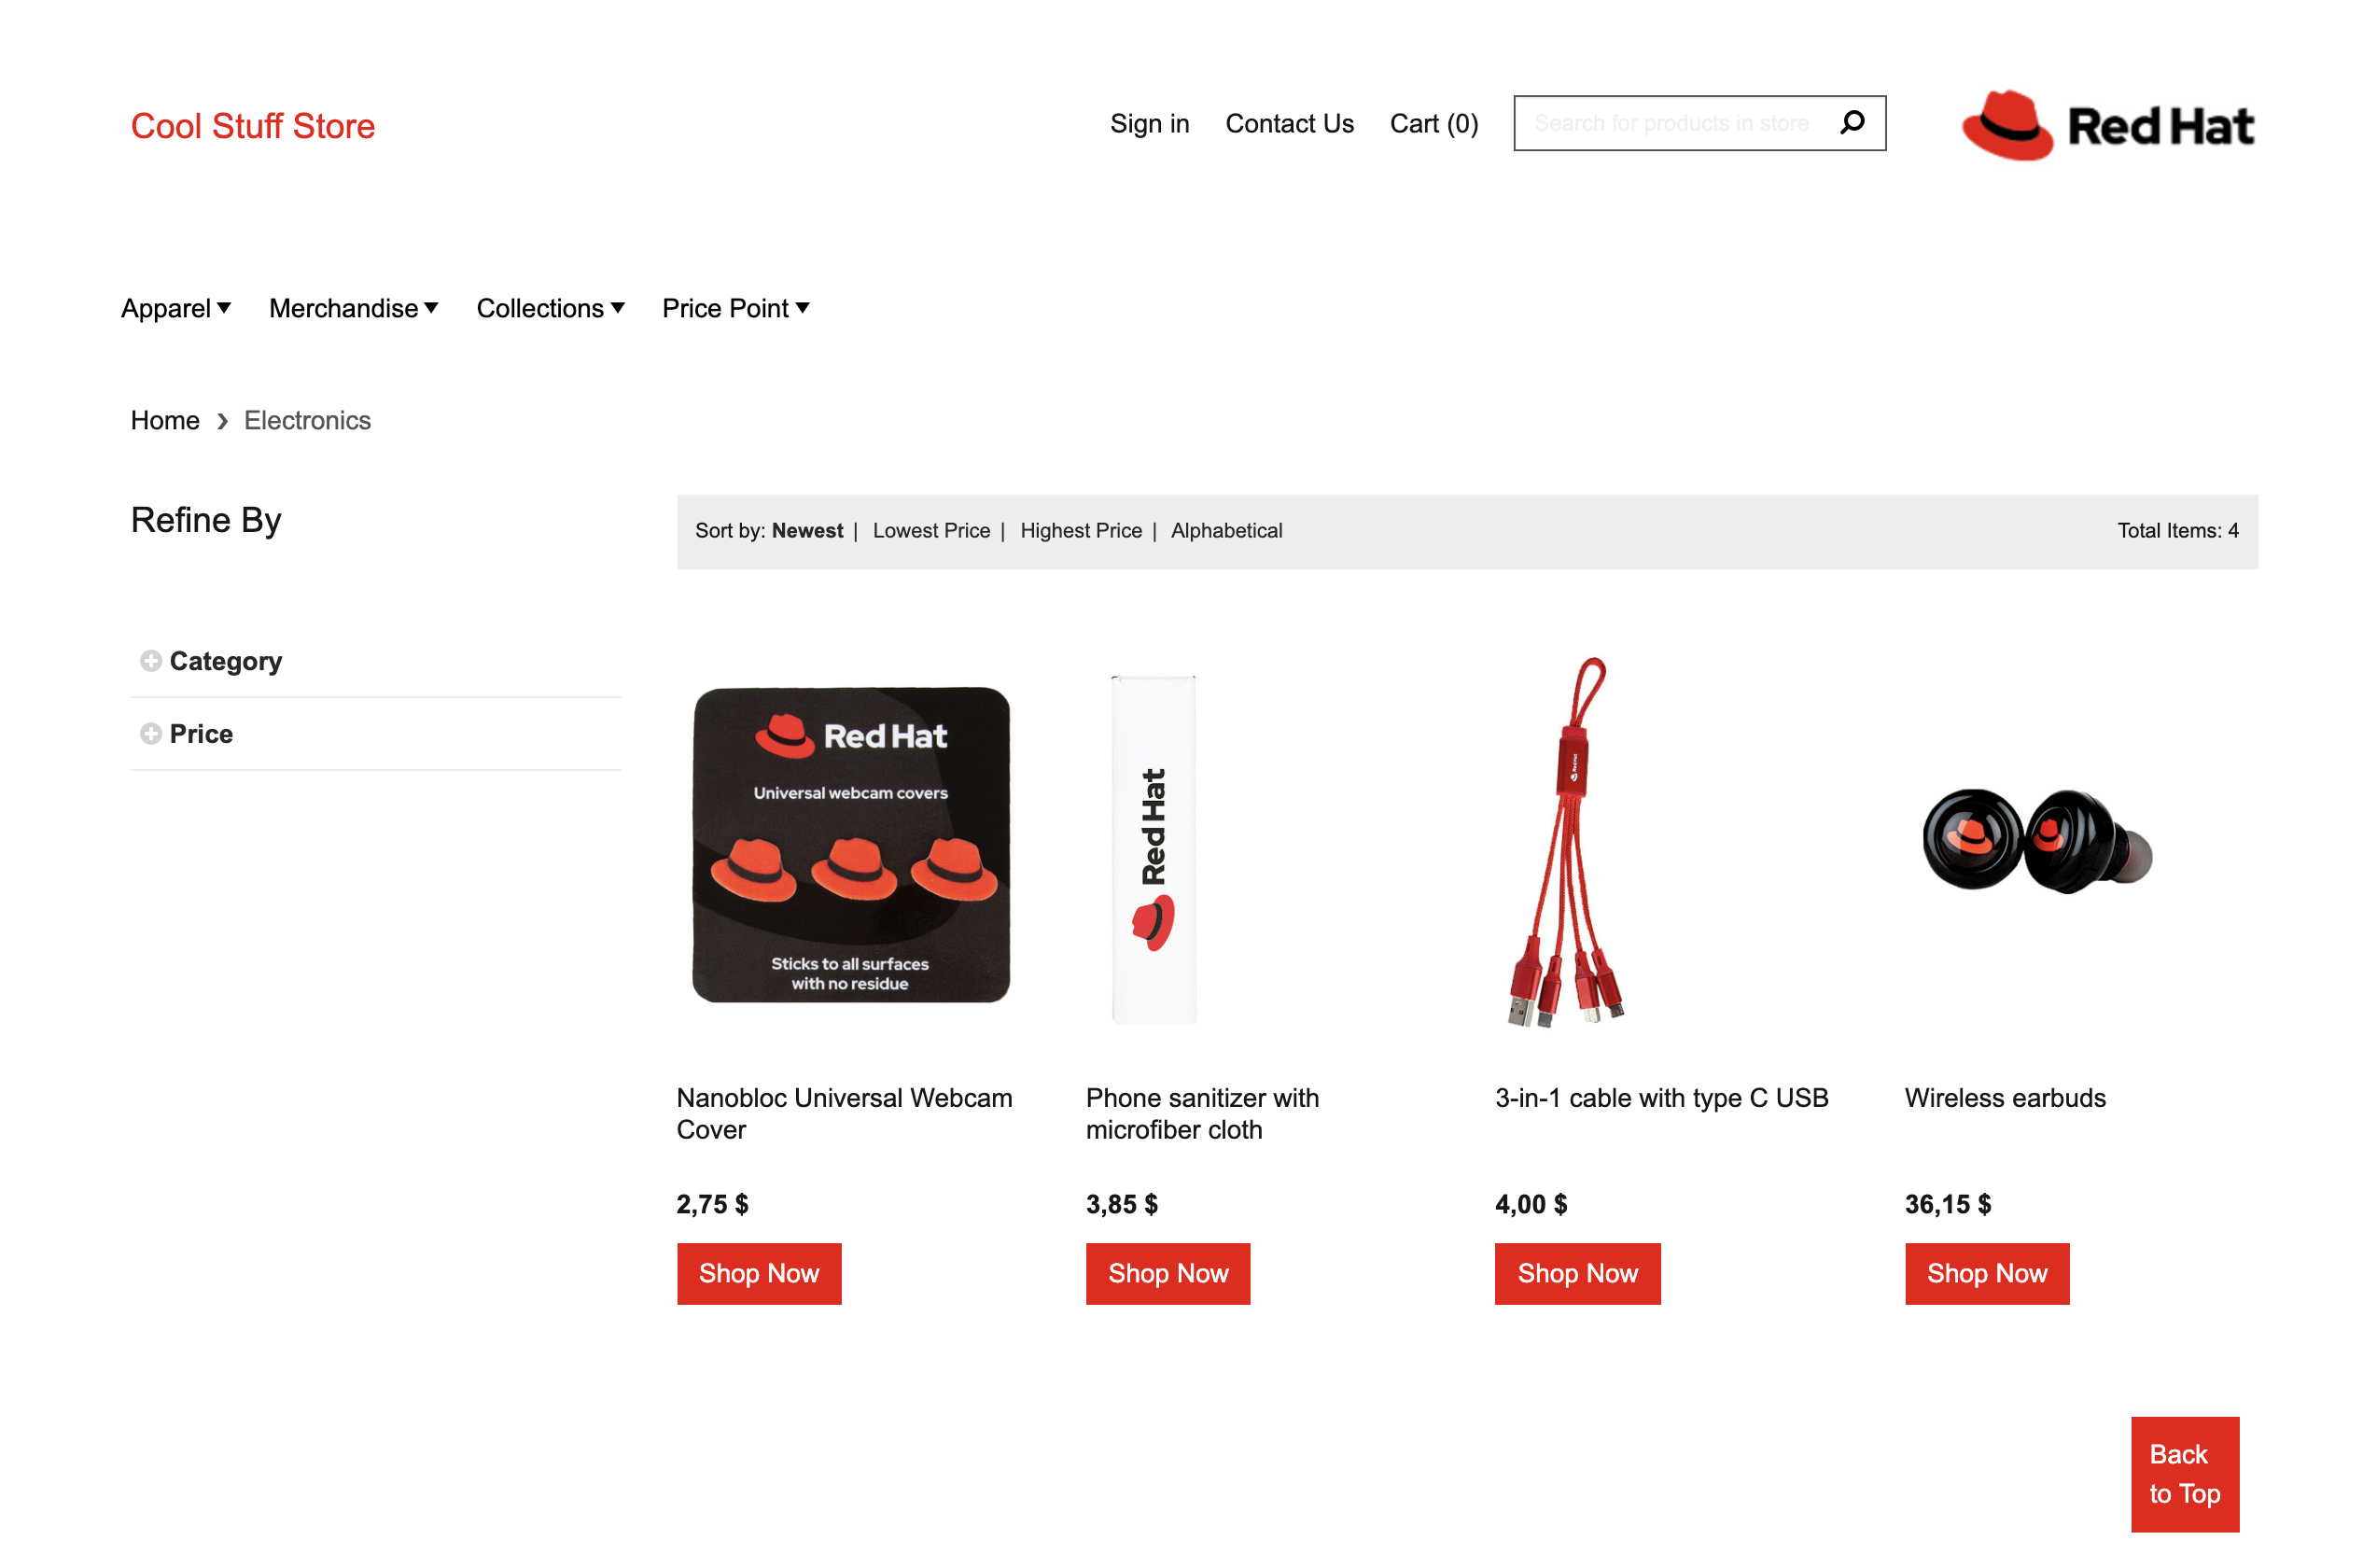 Cool Stuff Store
Sign in
Contact Us
Cart (0)
Search for products in store
Red Hat
Apparel
Merchandise
Collections
Price Point
Home › Electronics
Refine By
Sort by: Newest | Lowest Price | Highest Price | Alphabetical
Total Items: 4
Category
Price
Red Hat
Universal webcam covers
Sticks to all surfaces
with no residue
Red Hat
Red Hat
Nanobloc Universal Webcam
Cover
2,75 $
Shop Now
Phone sanitizer with
microfiber cloth
3,85 $
Shop Now
3-in-1 cable with type C USB
4,00 $
Shop Now
Wireless earbuds
36,15 $
Shop Now
Back
to Top